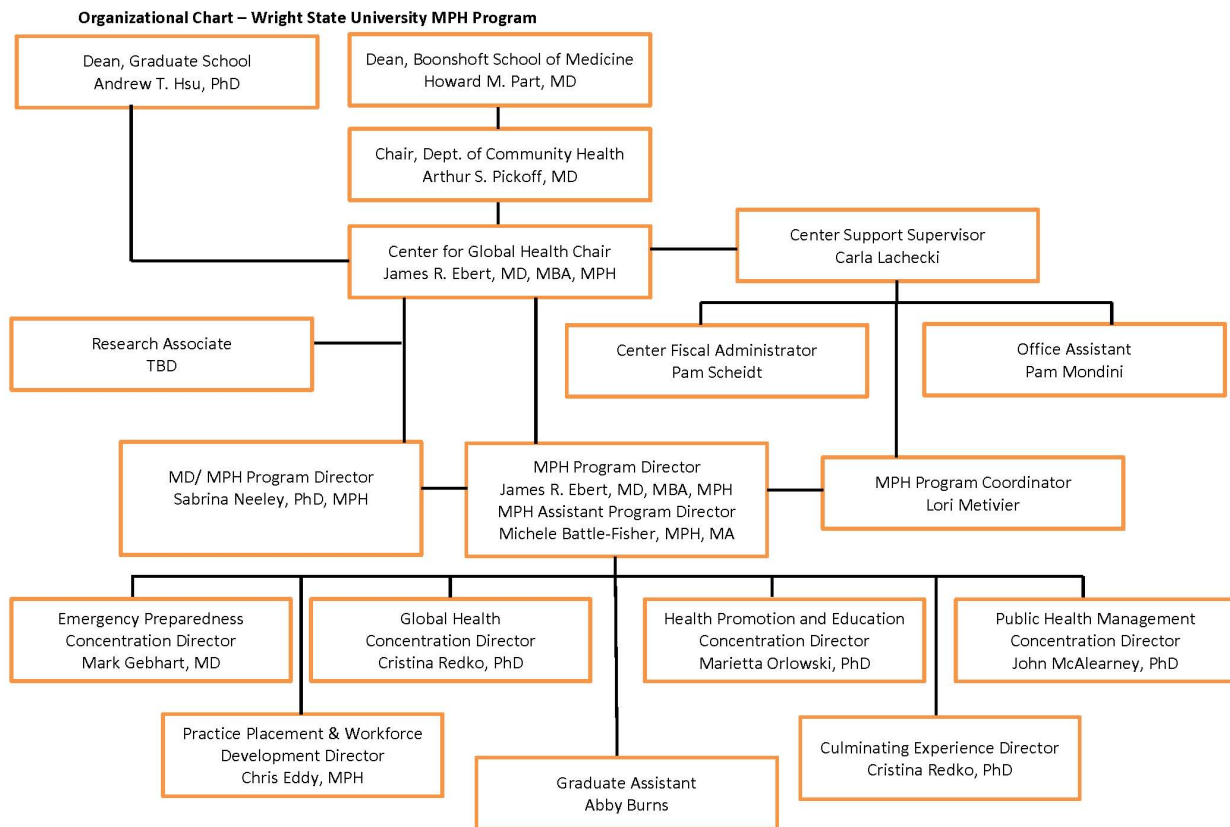 Organizational Chart – Wright State University MPH Program
Dean, Graduate School
Andrew T. Hsu, PhD
Dean, Boonshoft School of Medicine
Howard M. Part, MD
Chair, Dept. of Community Health
Arthur S. Pickoff, MD
Center for Global Health Chair
James R. Ebert, MD, MBA, MPH
Center Support Supervisor
Carla Lachecki
Research Associate
TBD
Center Fiscal Administrator
Pam Scheidt
Office Assistant
Pam Mondini
MD/ MPH Program Director
Sabrina Neeley, PhD, MPH
MPH Program Director
James R. Ebert, MD, MBA, MPH
MPH Assistant Program Director
Michele Battle-Fisher, MPH, MA
MPH Program Coordinator
Lori Metivier
Emergency Preparedness
Concentration Director
Mark Gebhart, MD
Global Health
Concentration Director
Cristina Redko, PhD
Health Promotion and Education
Concentration Director
Marietta Orlowski, PhD
Public Health Management
Concentration Director
John McAlearney, PhD
Practice Placement & Workforce
Development Director
Chris Eddy, MPH
Graduate Assistant
Abby Burns
Culminating Experience Director
Cristina Redko, PhD